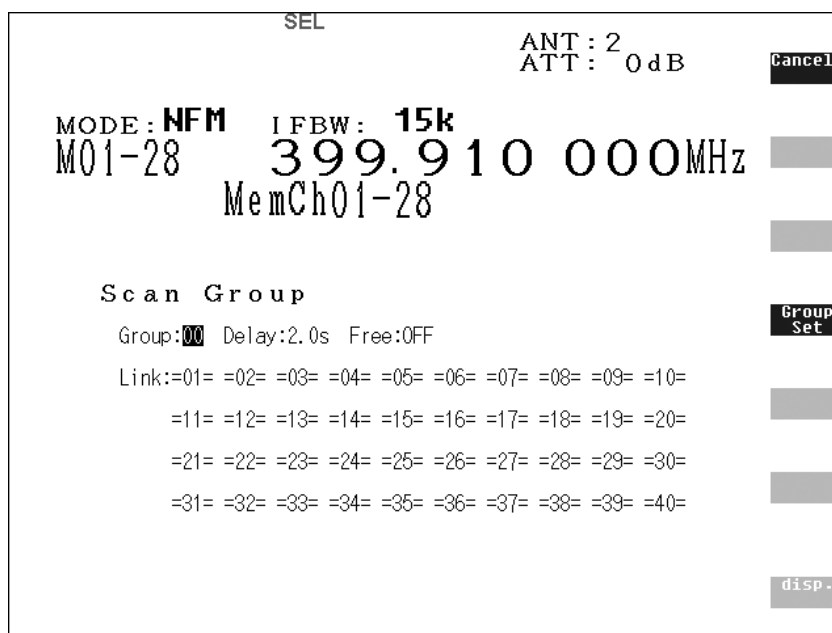 SEL
ANT:2
ATT: 0dB
Cancel
MODE:NFM IFBW: 15k
M01-28 399.910 000MHz
MemCh01-28
Scan Group
Group:00 Delay:2.0s Free:OFF
Group
Set
Link:=01= =02= =03= =04= =05= =06= =07= =08= =09= =10=
=11= =12= =13= =14= =15= =16= =17= =18= =19= =20=
=21= =22= =23= =24= =25= =26= =27= =28= =29= =30=
=31= =32= =33= =34= =35= =36= =37= =38= =39= =40=
disp.